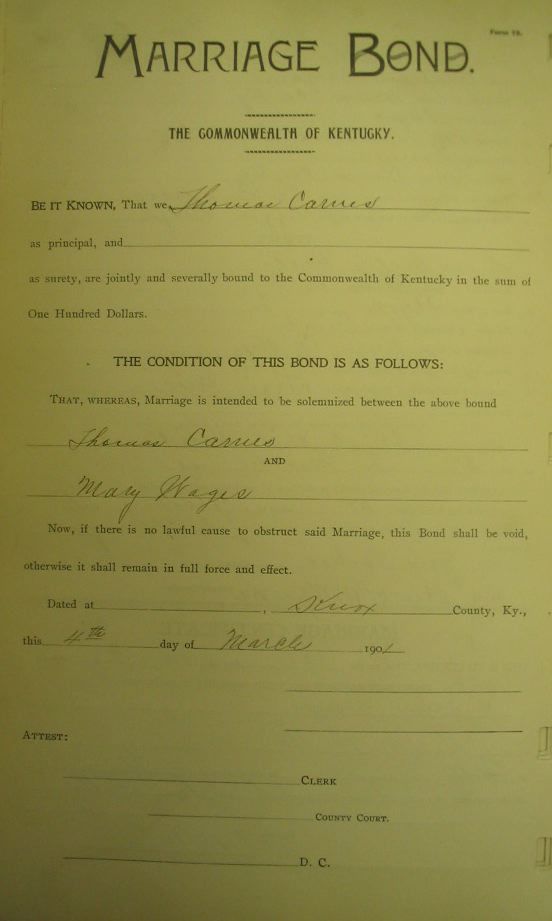 Form 18.
MARRIAGE BOND.
THE COMMONWEALTH OF KENTUCKY.
BE IT KNOWN, That we Thomas Carnes
as principal, and
as surety, are jointly and severally bound to the Commonwealth of Kentucky in the sum of
One Hundred Dollars.
THE CONDITION OF THIS BOND IS AS FOLLOWS:
THAT, WHEREAS, Marriage is intended to be solemnized between the above bound
Thomas Carnes
AND
Mary Wages
Now, if there is no lawful cause to obstruct said Marriage, this Bond shall be void,
otherwise it shall remain in full force and effect.
Dated at , Knox County, Ky.,
this 4th day of March 1901
ATTEST:
CLERK
COUNTY COURT.
D. C.